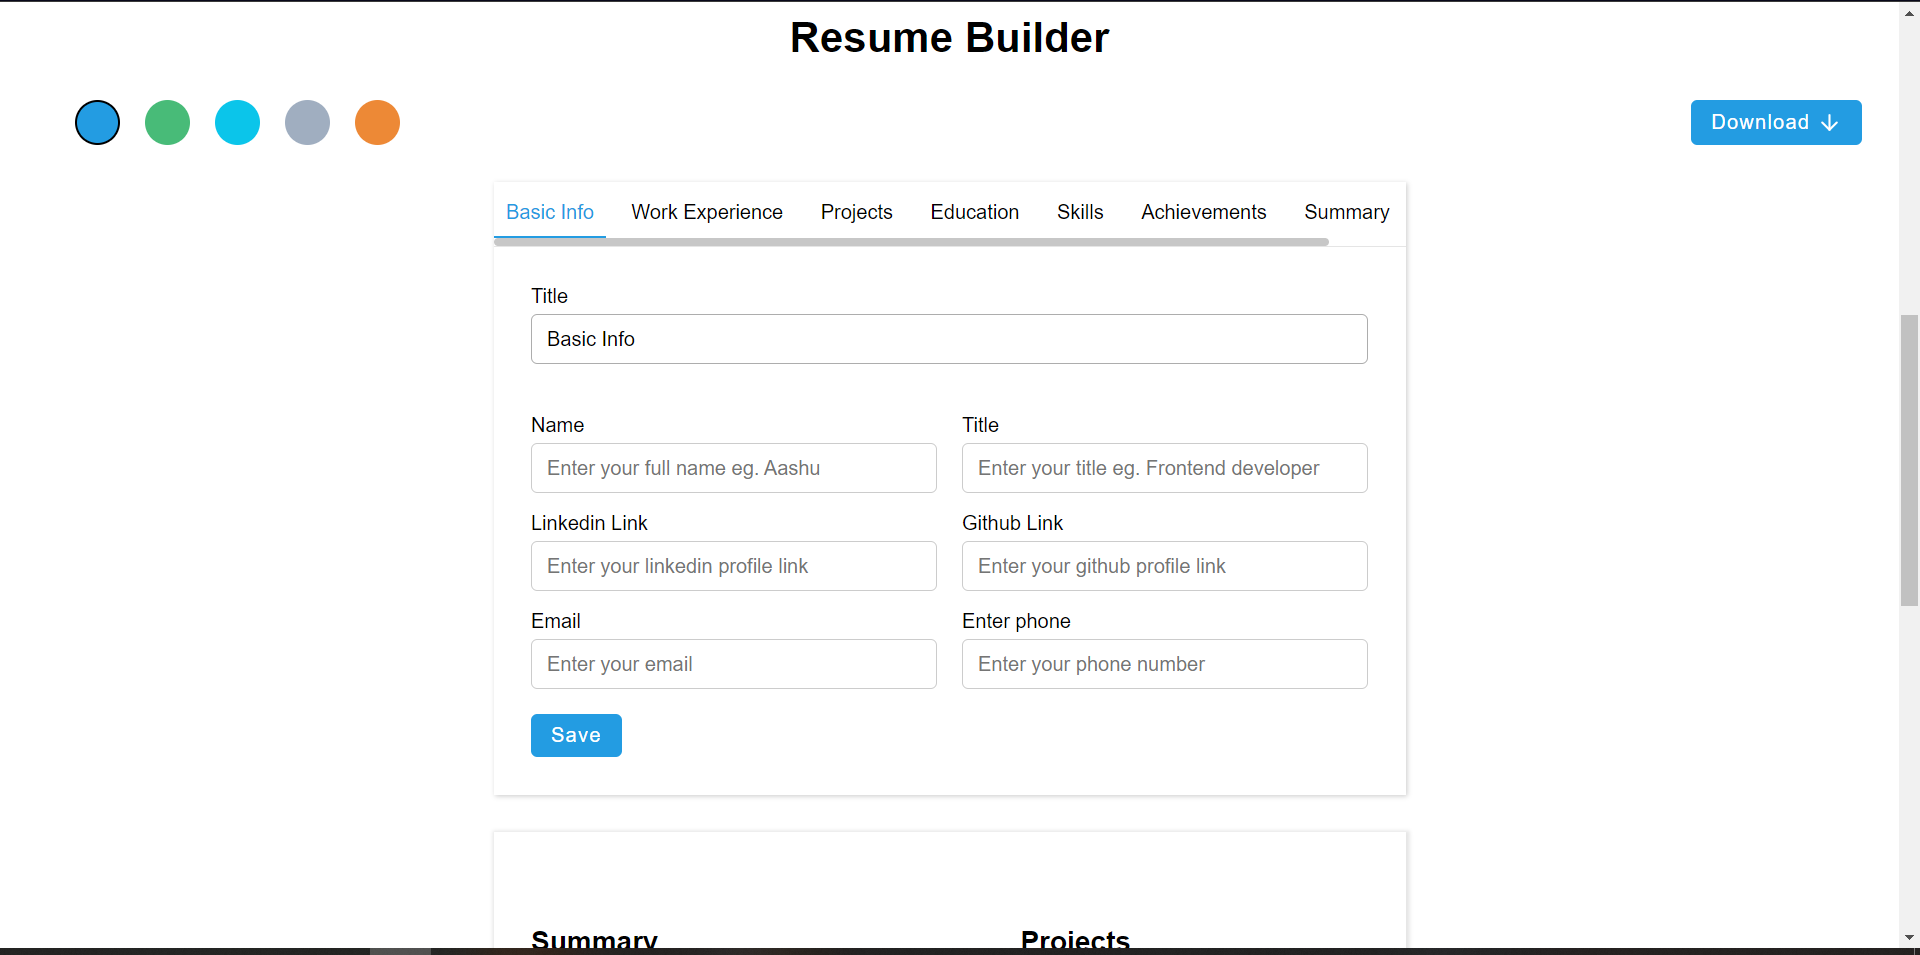 Resume Builder
Download
Basic Info Work Experience Projects Education Skills Achievements Summary
Title
Basic Info
Name Title
Enter your full name eg. Aashu Enter your title eg. Frontend developer
Linkedin Link Github Link
Enter your linkedin profile link Enter your github profile link
Email Enter phone
Enter your email Enter your phone number
Save
Summary Projects